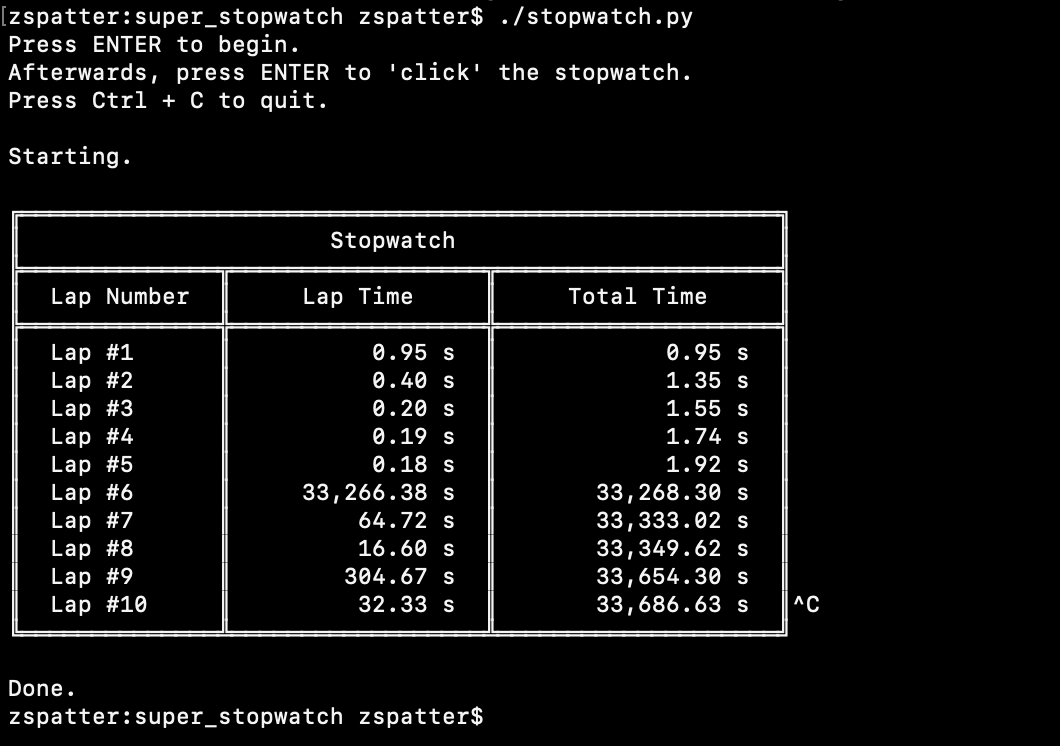 [zspatter:super_stopwatch zspatter$ ./stopwatch.py
Press ENTER to begin.
Afterwards, press ENTER to 'click' the stopwatch.
Press Ctrl + C to quit.
Starting.
Stopwatch
Lap Number Lap Time Total Time
Lap #1 0.95 s 0.95 s
Lap #2 0.40 s 1.35 s
Lap #3 0.20 s 1.55 s
Lap #4 0.19 s 1.74 s
Lap #5 0.18 s 1.92 s
Lap #6 33,266.38 s 33,268.30 s
Lap #7 64.72 s 33,333.02 s
Lap #8 16.60 s 33,349.62 s
Lap #9 304.67 s 33,654.30 s
Lap #10 32.33 s 33,686.63 s ^C
Done.
zspatter:super_stopwatch zspatter$